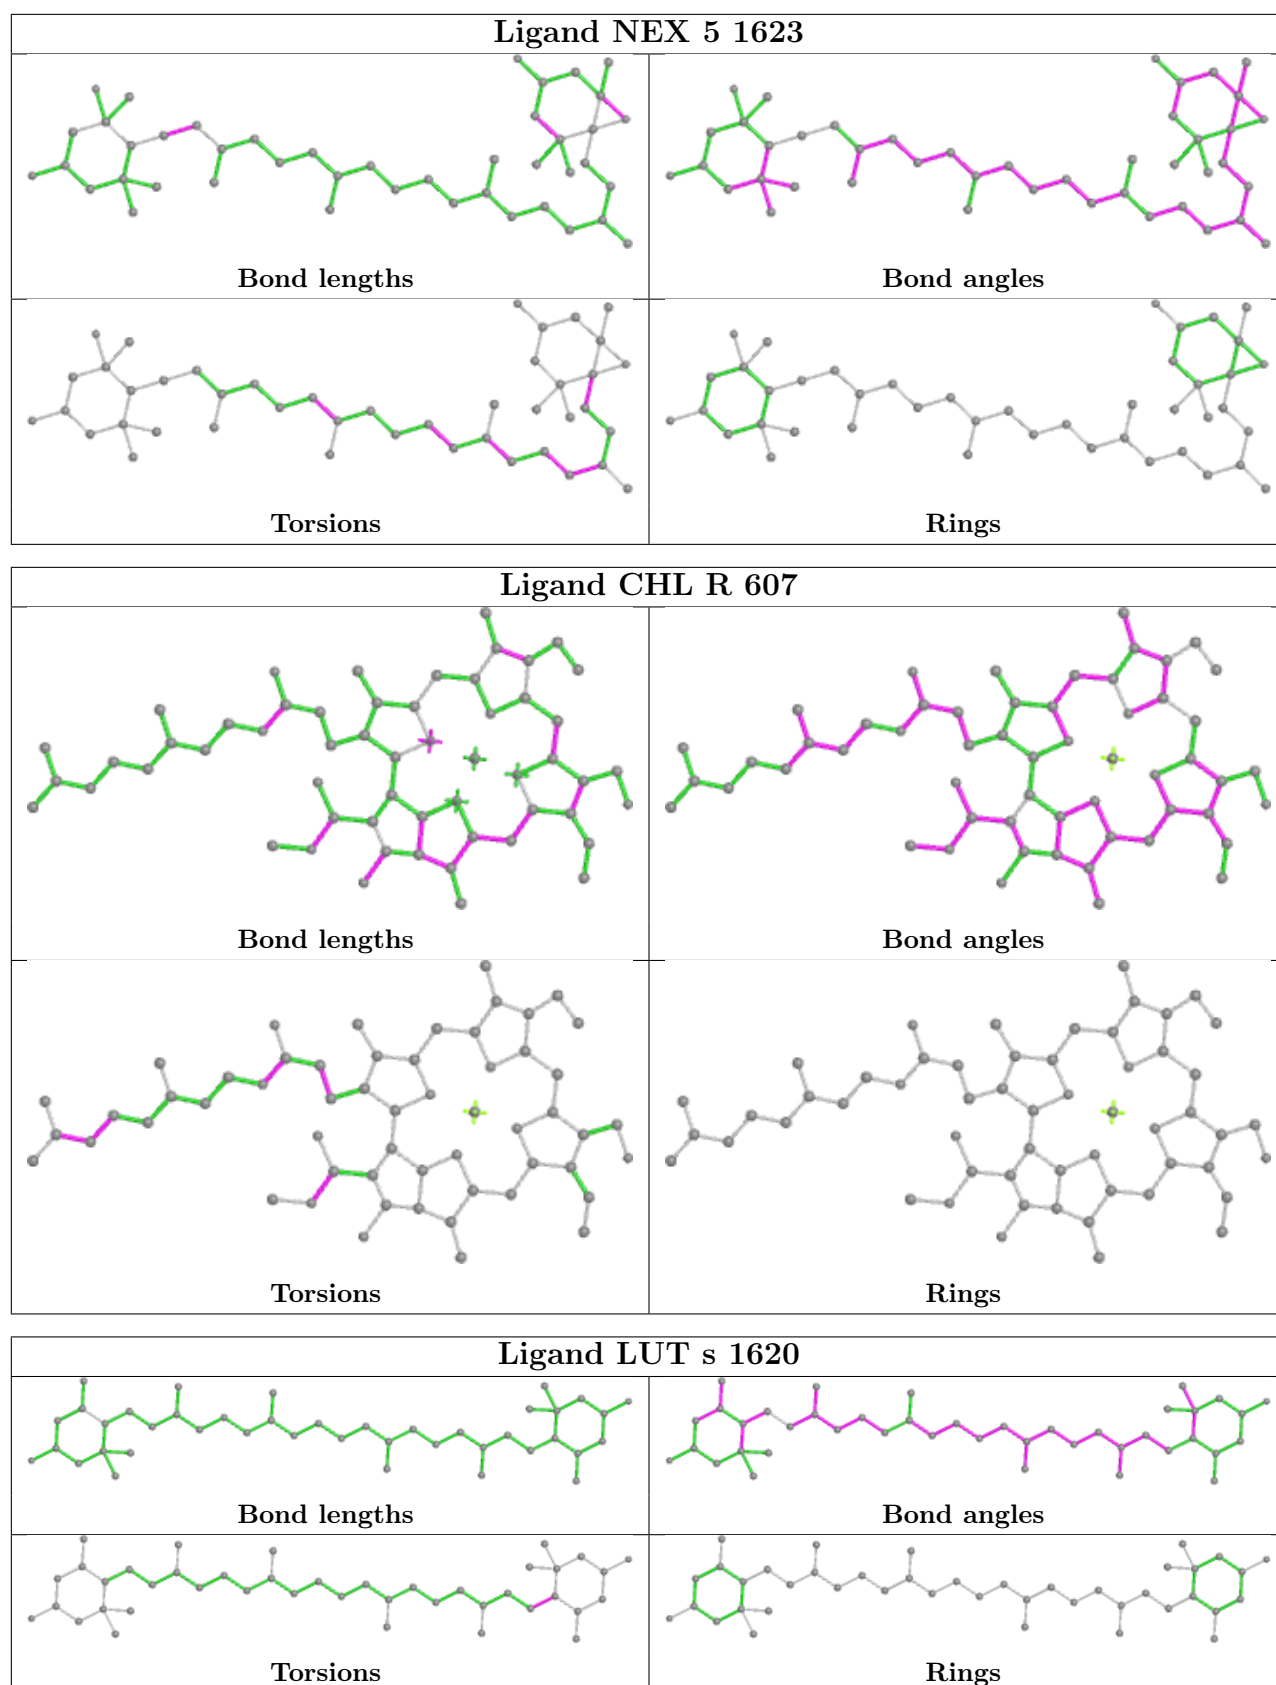 Ligand NEX 5 1623
Bond lengths
Bond angles
Torsions
Rings
Ligand CHL R 607
Bond lengths
Bond angles
Torsions
Rings
Ligand LUT s 1620
Bond lengths
Bond angles
Torsions
Rings